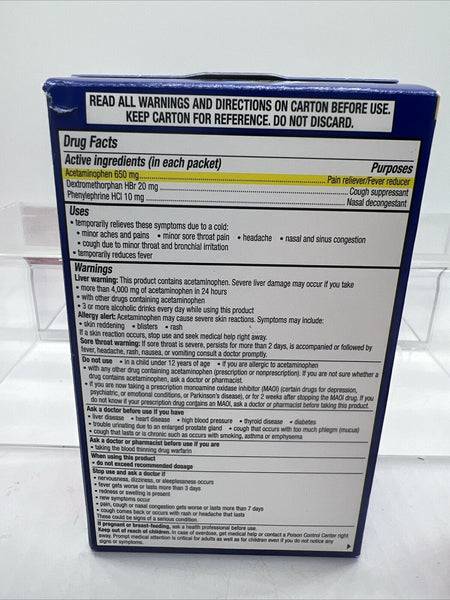 READ ALL WARNINGS AND DIRECTIONS ON CARTON BEFORE USE.
KEEP CARTON FOR REFERENCE. DO NOT DISCARD.
Drug Facts
Active ingredients (in each packet) Purposes
Acetaminophen 650 mg Pain reliever/Fever reducer
Dextromethorphan HBr 20 mg Cough suppressant
Phenylephrine HCl 10 mg Nasal decongestant
Uses
• temporarily relieves these symptoms due to a cold:
• minor aches and pains • minor sore throat pain • headache • nasal and sinus congestion
• cough due to minor throat and bronchial irritation
• temporarily reduces fever
Warnings
Liver warning: This product contains acetaminophen. Severe liver damage may occur if you take
• more than 4,000 mg of acetaminophen in 24 hours
• with other drugs containing acetaminophen
• 3 or more alcoholic drinks every day while using this product
Allergy alert: Acetaminophen may cause severe skin reactions. Symptoms may include:
• skin reddening • blisters • rash
If a skin reaction occurs, stop use and seek medical help right away.
Sore throat warning: If sore throat is severe, persists for more than 2 days, is accompanied or followed by
fever, headache, rash, nausea, or vomiting consult a doctor promptly.
Do not use • in a child under 12 years of age • if you are allergic to acetaminophen
• with any other drug containing acetaminophen (prescription or nonprescription). If you are not sure whether a
drug contains acetaminophen, ask a doctor or pharmacist.
• if you are now taking a prescription monoamine oxidase inhibitor (MAOI) (certain drugs for depression,
psychiatric, or emotional conditions, or Parkinson's disease), or for 2 weeks after stopping the MAOI drug. If you
do not know if your prescription drug contains an MAOI, ask a doctor or pharmacist before taking this product.
Ask a doctor before use if you have
• liver disease • heart disease • high blood pressure • thyroid disease • diabetes
• trouble urinating due to an enlarged prostate gland • cough that occurs with too much phlegm (mucus)
• cough that lasts or is chronic such as occurs with smoking, asthma or emphysema
Ask a doctor or pharmacist before use if you are
• taking the blood thinning drug warfarin
When using this product
• do not exceed recommended dosage
Stop use and ask a doctor if
• nervousness, dizziness, or sleeplessness occurs
• fever gets worse or lasts more than 3 days
• redness or swelling is present
• new symptoms occur
• pain, cough or nasal congestion gets worse or lasts more than 7 days
• cough comes back or occurs with rash or headache that lasts
These could be signs of a serious condition.
If pregnant or breast-feeding, ask a health professional before use.
Keep out of reach of children. In case of overdose, get medical help or contact a Poison Control Center right
away. Prompt medical attention is critical for adults as well as for children even if you do not notice any
signs or symptoms.